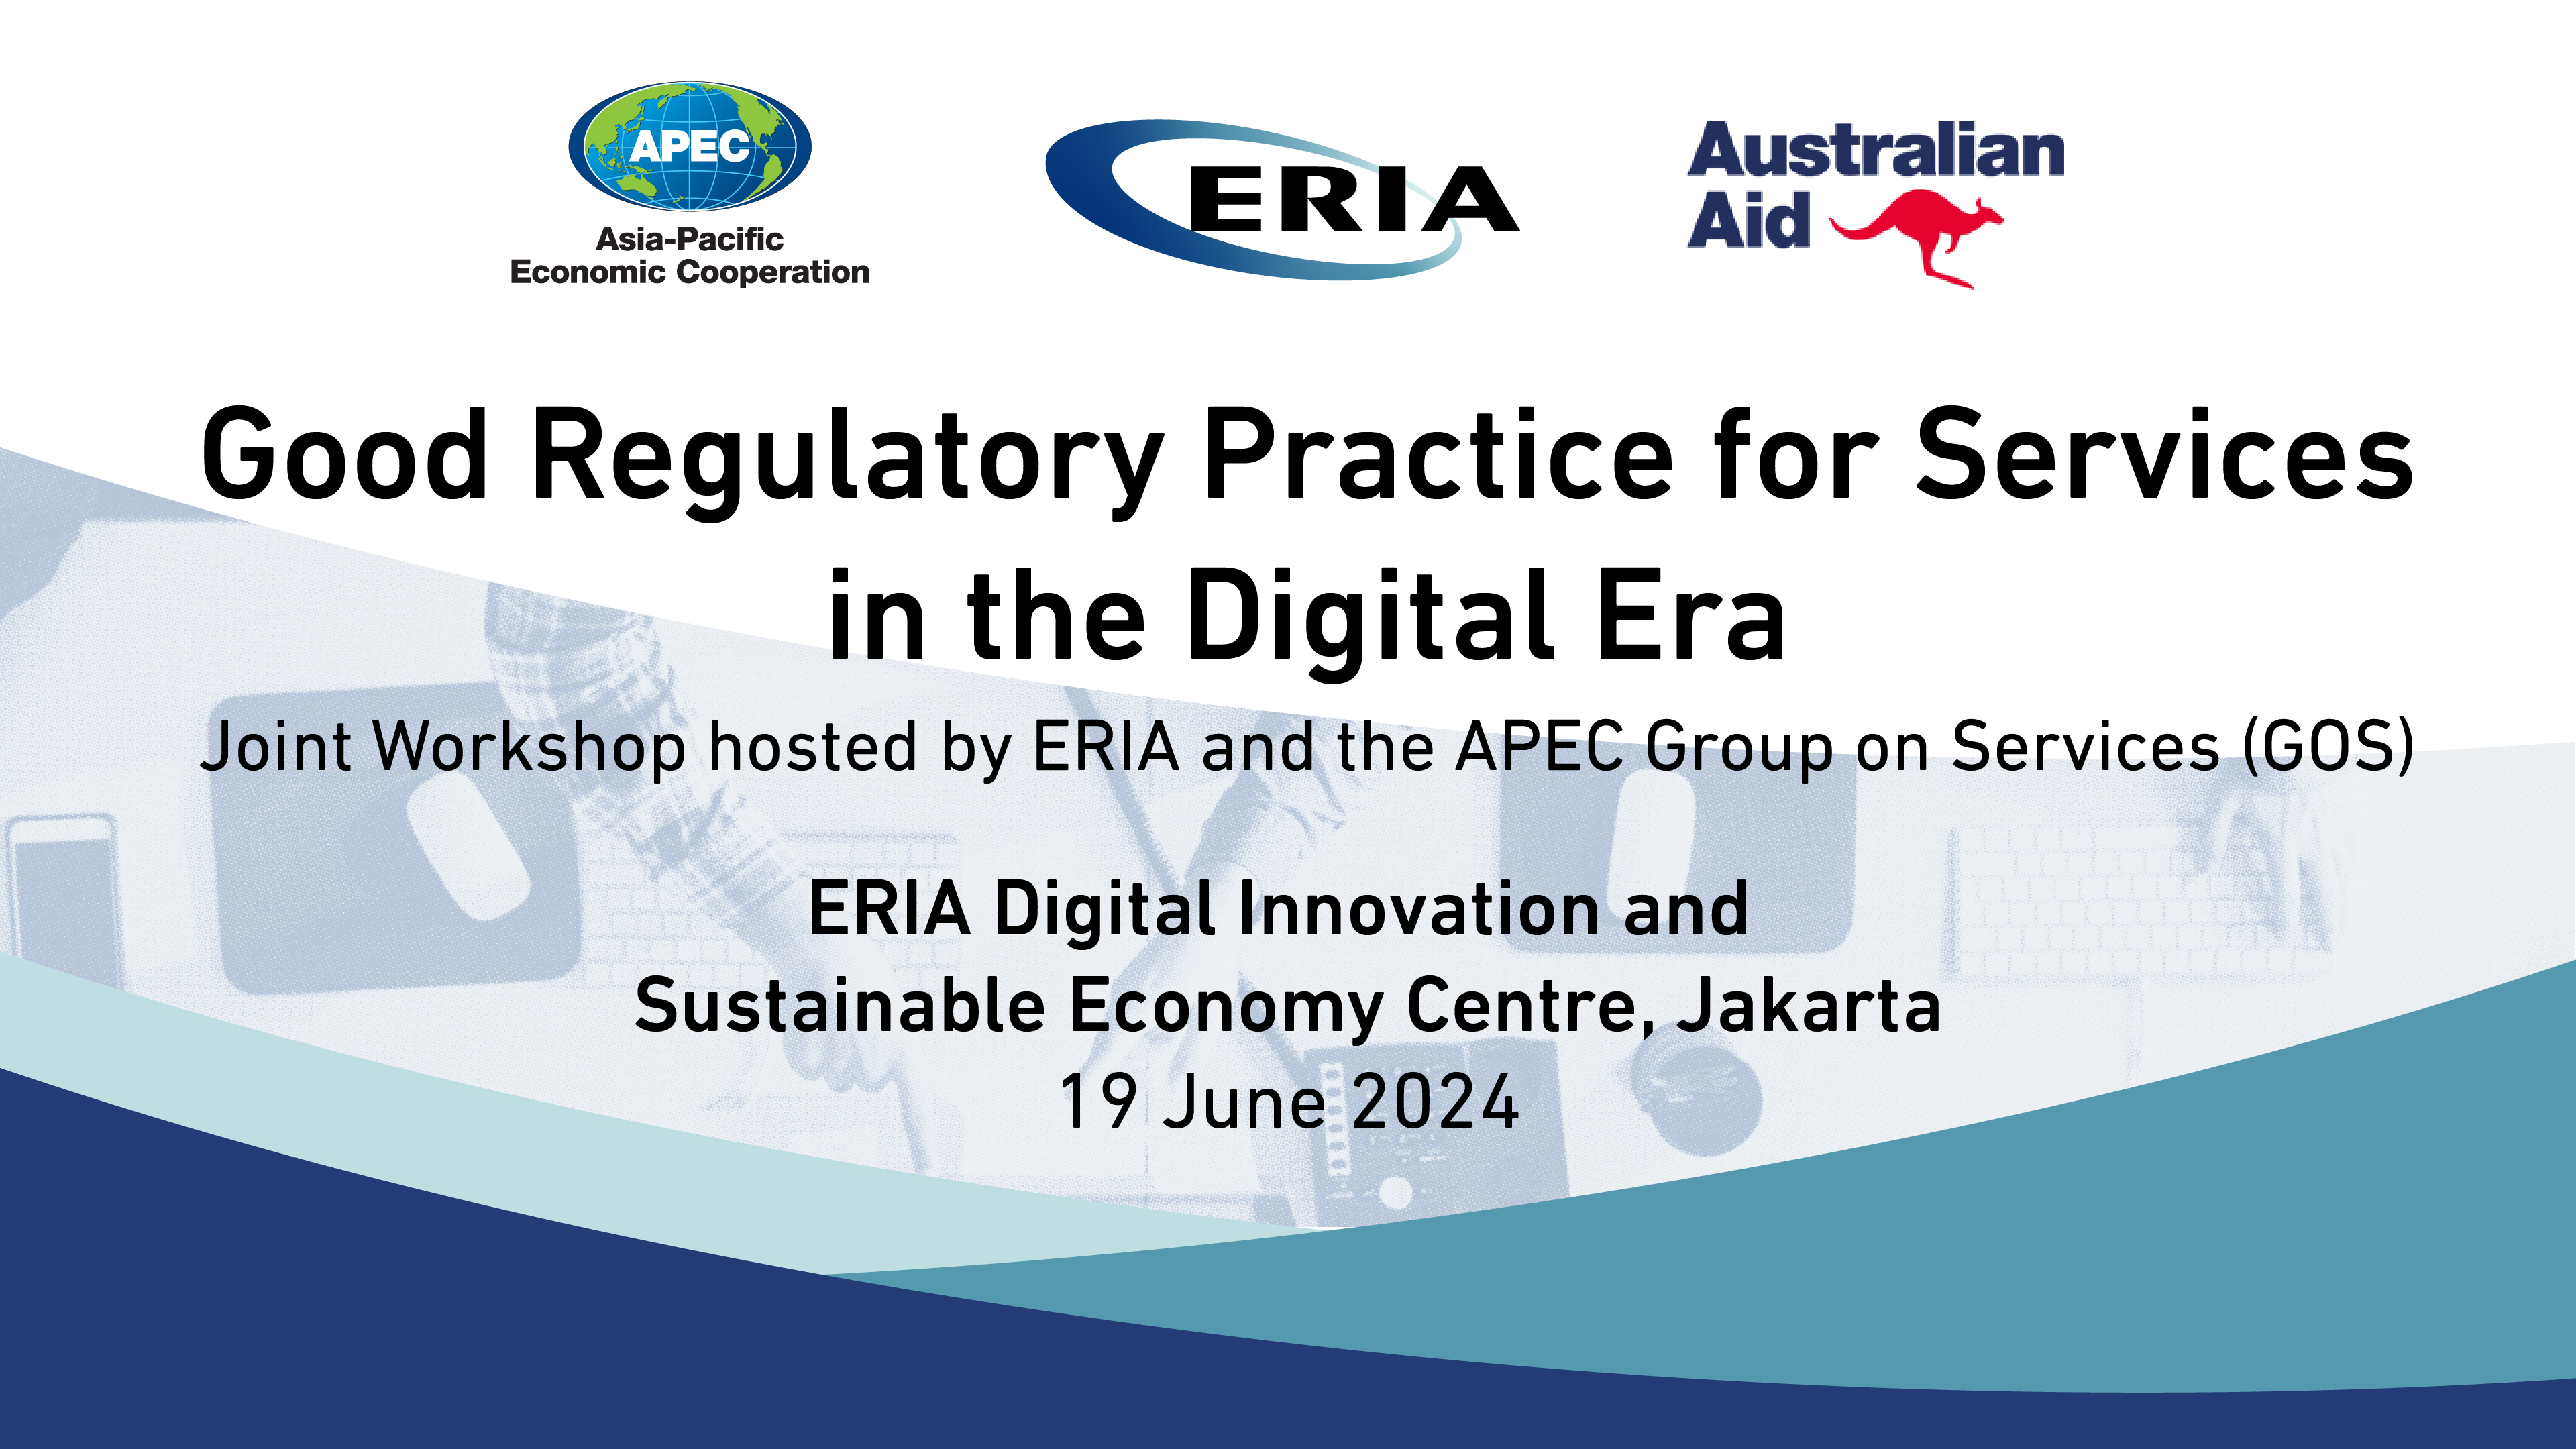 APEC
Asia-Pacific
Economic Cooperation
ERIA
Australian
Aid
Good Regulatory Practice for Services
in the Digital Era
Joint Workshop hosted by ERIA and the APEC Group on Services (GOS)
ERIA Digital Innovation and
Sustainable Economy Centre, Jakarta
19 June 2024